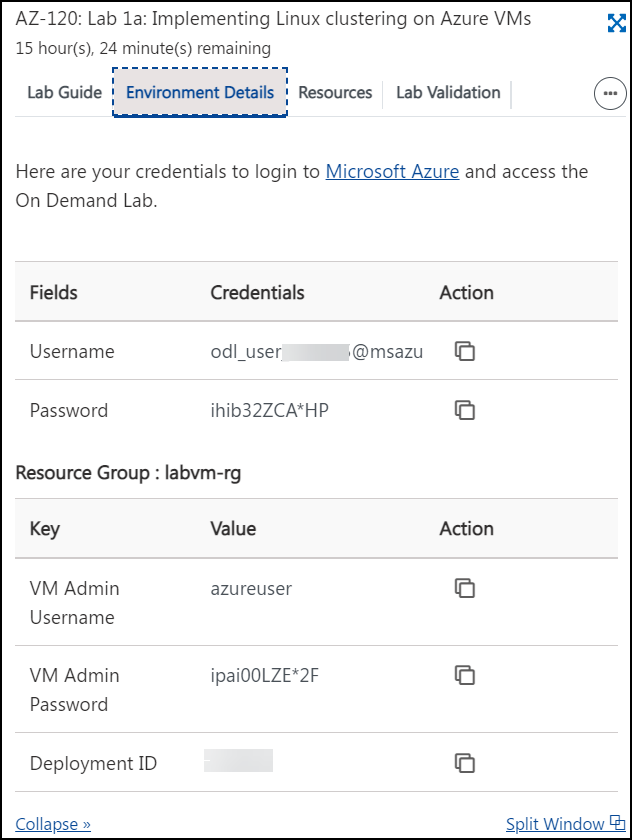 AZ-120: Lab 1a: Implementing Linux clustering on Azure VMs
15 hour(s), 24 minute(s) remaining
Lab Guide Environment Details Resources Lab Validation
Here are your credentials to login to Microsoft Azure and access the
On Demand Lab.
Fields Credentials Action
Username odl_user @msazu
Password ihib32ZCA*HP
Resource Group : labvm-rg
Key Value Action
VM Admin
Username
azureuser
VM Admin
Password
ipai00LZE*2F
Deployment ID
Collapse »
Split Window